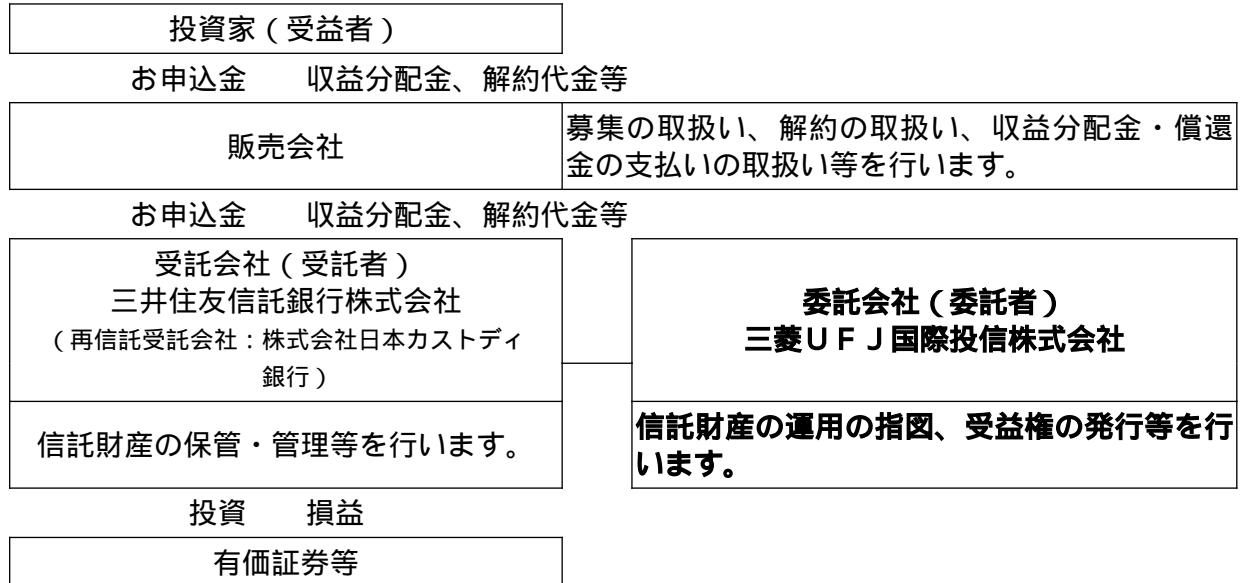 投資家（受益者）
お申込金　　収益分配金、解約代金等
販売会社
募集の取扱い、解約の取扱い、収益分配金・償還
金の支払いの取扱い等を行います。
お申込金　　収益分配金、解約代金等
受託会社（受託者）
三井住友信託銀行株式会社
（再信託受託会社：株式会社日本カストディ
銀行）
信託財産の保管・管理等を行います。
委託会社（委託者）
三菱ＵＦＪ国際投信株式会社
信託財産の運用の指図、受益権の発行等を行
います。
投資　　損益
有価証券等